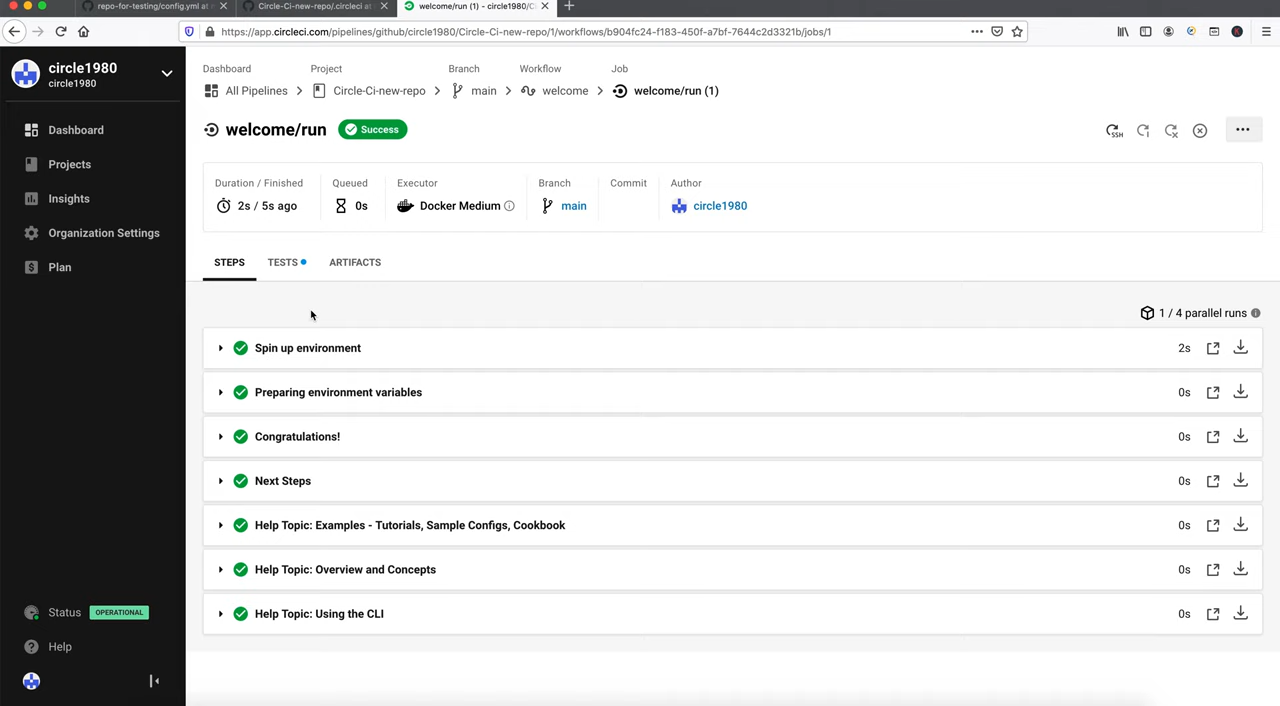 repo-for-testing/config.yml at
Circle-Ci-new-repo/.circleci at
welcome/run (1) - circle1980/C
https://app.circleci.com/pipelines/github/circle1980/Circle-Ci-new-repo/1/workflows/b904fc24-f183-450f-a7bf-7644c2d3321b/jobs/1
circle1980
circle1980
Dashboard
Projects
Insights
Organization Settings
Plan
Status OPERATIONAL
Help
Dashboard Project Branch Workflow Job
All Pipelines Circle-Ci-new-repo main welcome welcome/run (1)
welcome/run Success
SSH
Duration / Finished Queued Executor Branch Commit Author
2s / 5s ago 0s Docker Medium main circle1980
STEPS TESTS ARTIFACTS
1 / 4 parallel runs
Spin up environment 2s
Preparing environment variables 0s
Congratulations! 0s
Next Steps 0s
Help Topic: Examples - Tutorials, Sample Configs, Cookbook 0s
Help Topic: Overview and Concepts 0s
Help Topic: Using the CLI 0s